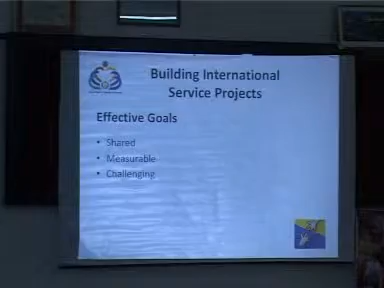 Building International
Service Projects
Effective Goals
• Shared
• Measurable
• Challenging